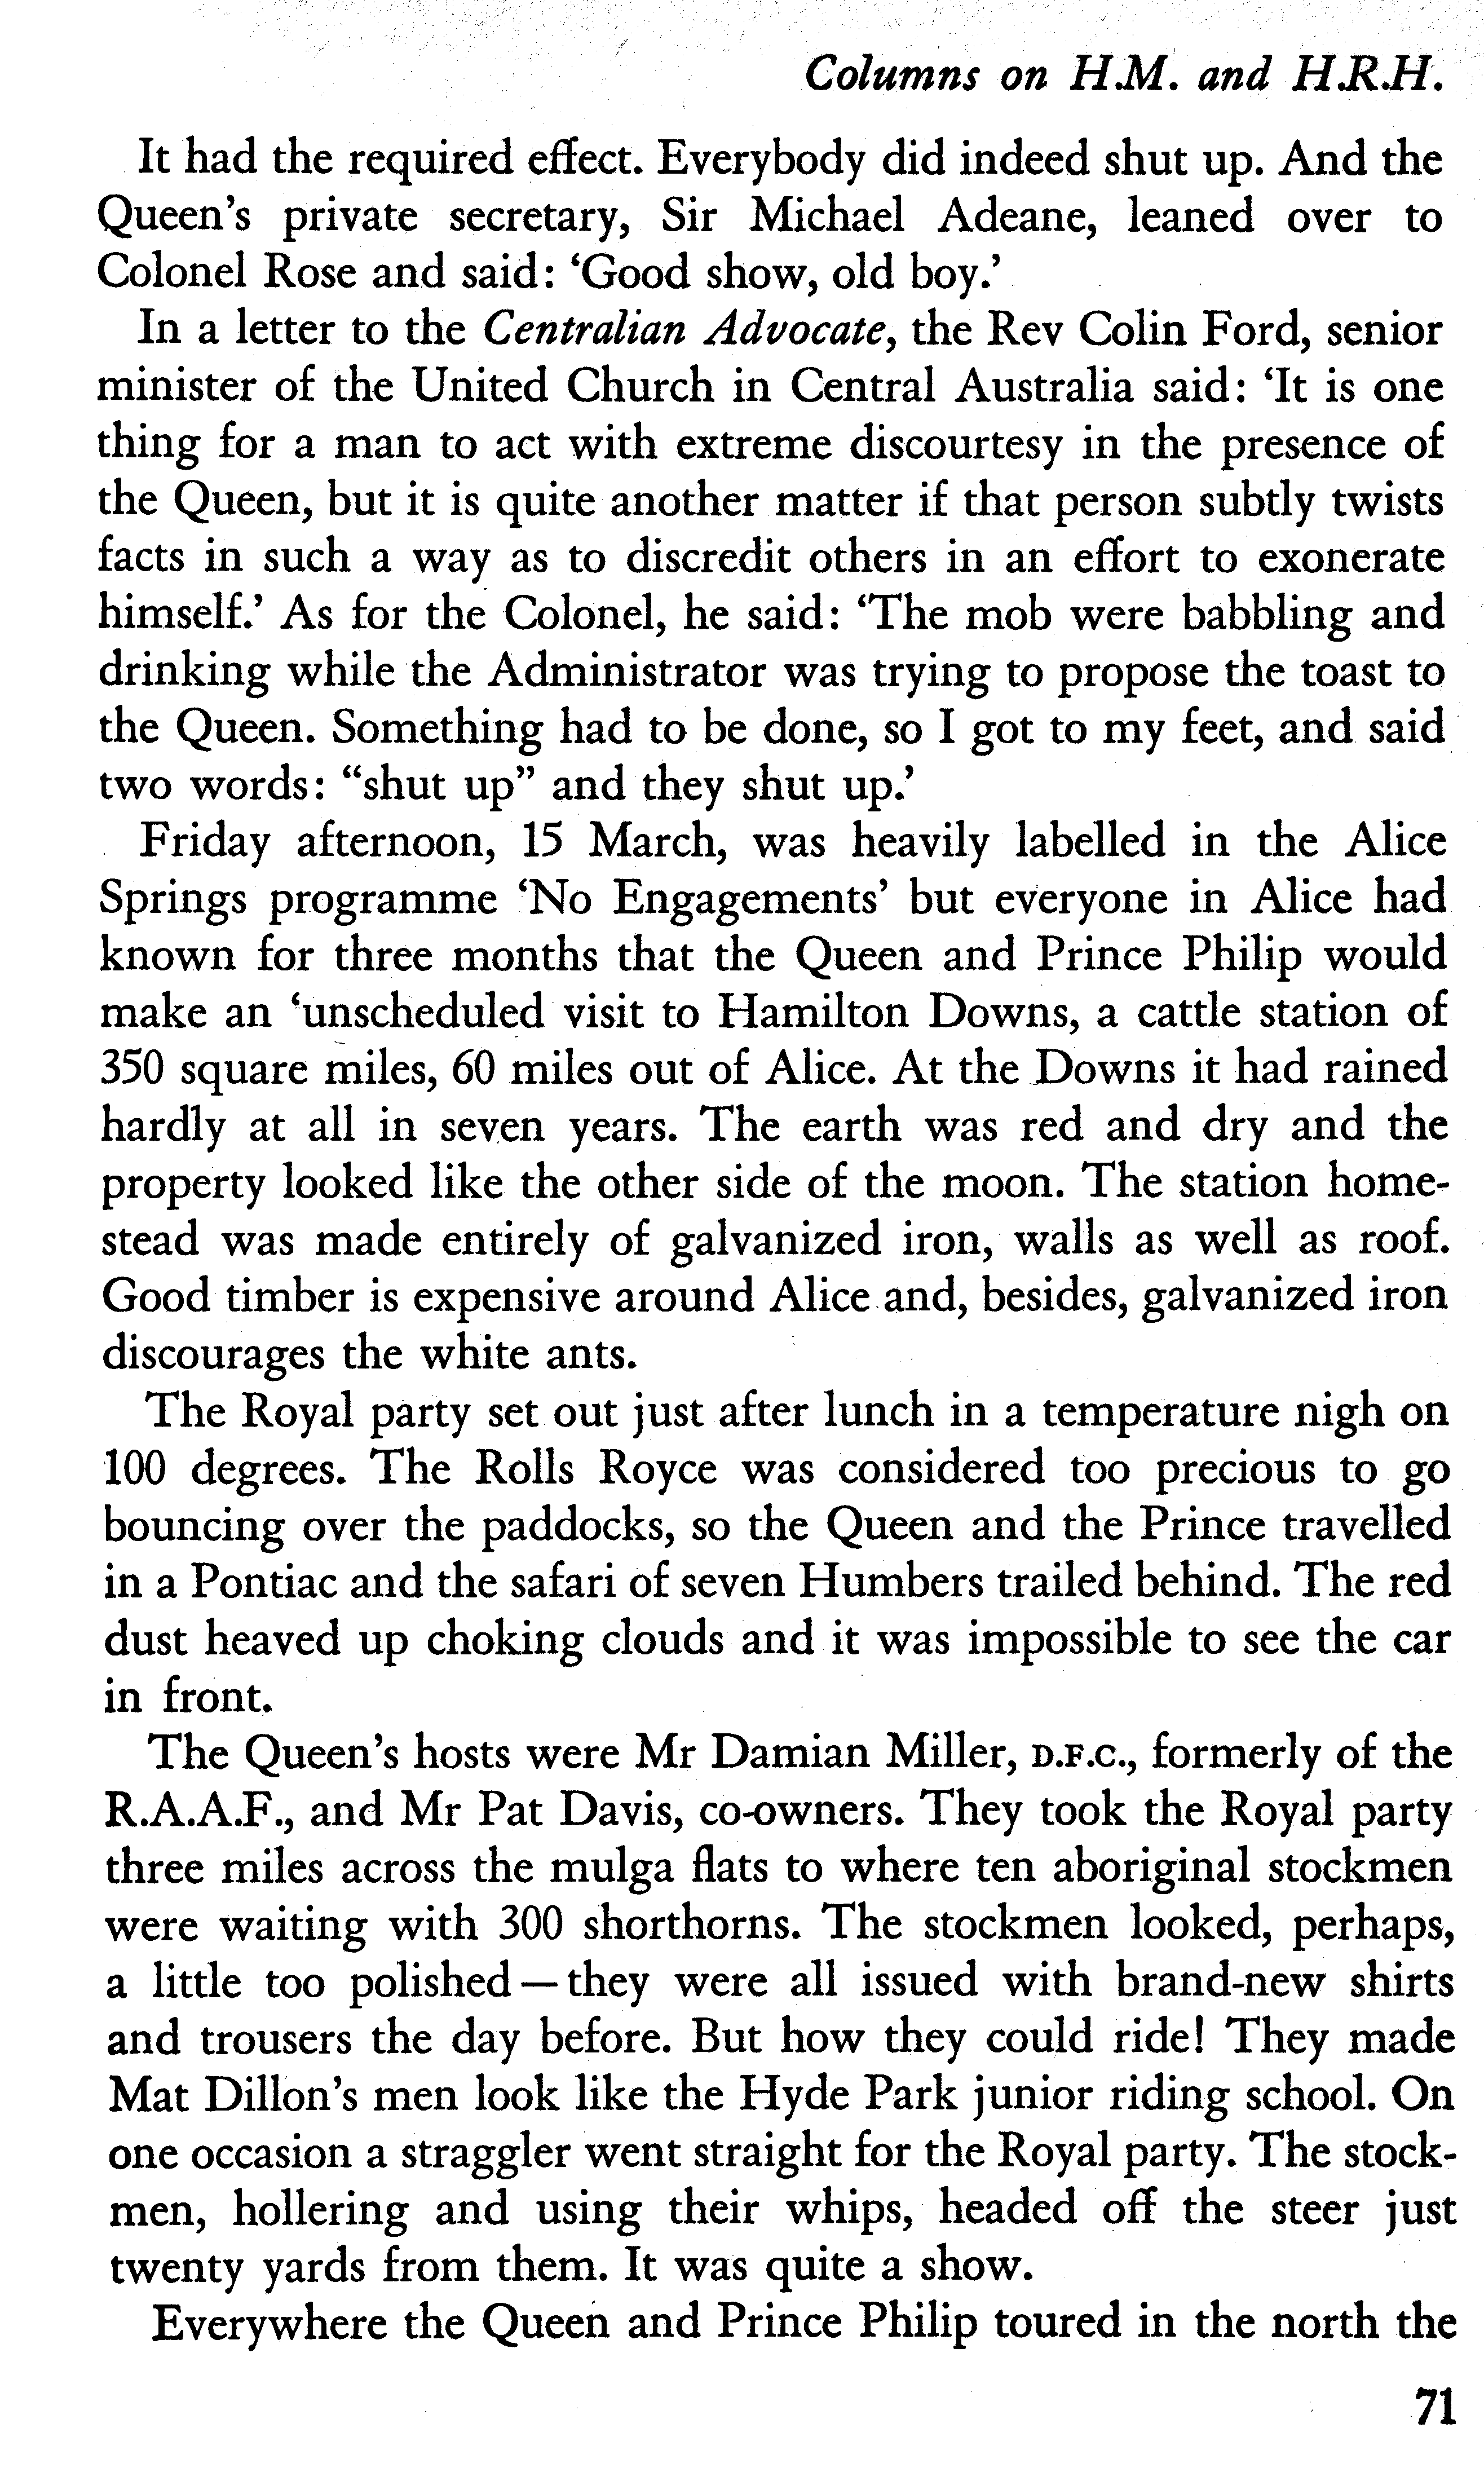 Columns on H.M. and H.R.H.
It had the required effect. Everybody did indeed shut up. And the
Queen's private secretary, Sir Michael Adeane, leaned over to
Colonel Rose and said: ‘Good show, old boy.’
In a letter to the Centralian Advocate, the Rev Colin Ford, senior
minister of the United Church in Central Australia said: ‘It is one
thing for a man to act with extreme discourtesy in the presence of
the Queen, but it is quite another matter if that person subtly twists
facts in such a way as to discredit others in an effort to exonerate
himself.’ As for the Colonel, he said: ‘The mob were babbling and
drinking while the Administrator was trying to propose the toast to
the Queen. Something had to be done, so I got to my feet, and said
two words: “shut up” and they shut up.’
Friday afternoon, 15 March, was heavily labelled in the Alice
Springs programme ‘No Engagements’ but everyone in Alice had
known for three months that the Queen and Prince Philip would
make an ‘unscheduled visit to Hamilton Downs, a cattle station of
350 square miles, 60 miles out of Alice. At the Downs it had rained
hardly at all in seven years. The earth was red and dry and the
property looked like the other side of the moon. The station home-
stead was made entirely of galvanized iron, walls as well as roof.
Good timber is expensive around Alice and, besides, galvanized iron
discourages the white ants.
The Royal party set out just after lunch in a temperature nigh on
100 degrees. The Rolls Royce was considered too precious to go
bouncing over the paddocks, so the Queen and the Prince travelled
in a Pontiac and the safari of seven Humbers trailed behind. The red
dust heaved up choking clouds and it was impossible to see the car
in front.
The Queen's hosts were Mr Damian Miller, D.F.C., formerly of the
R.A.A.F., and Mr Pat Davis, co-owners. They took the Royal party
three miles across the mulga flats to where ten aboriginal stockmen
were waiting with 300 shorthorns. The stockmen looked, perhaps,
a little too polished — they were all issued with brand-new shirts
and trousers the day before. But how they could ride! They made
Mat Dillon's men look like the Hyde Park junior riding school. On
one occasion a straggler went straight for the Royal party. The stock-
men, hollering and using their whips, headed off the steer just
twenty yards from them. It was quite a show.
Everywhere the Queen and Prince Philip toured in the north the
71